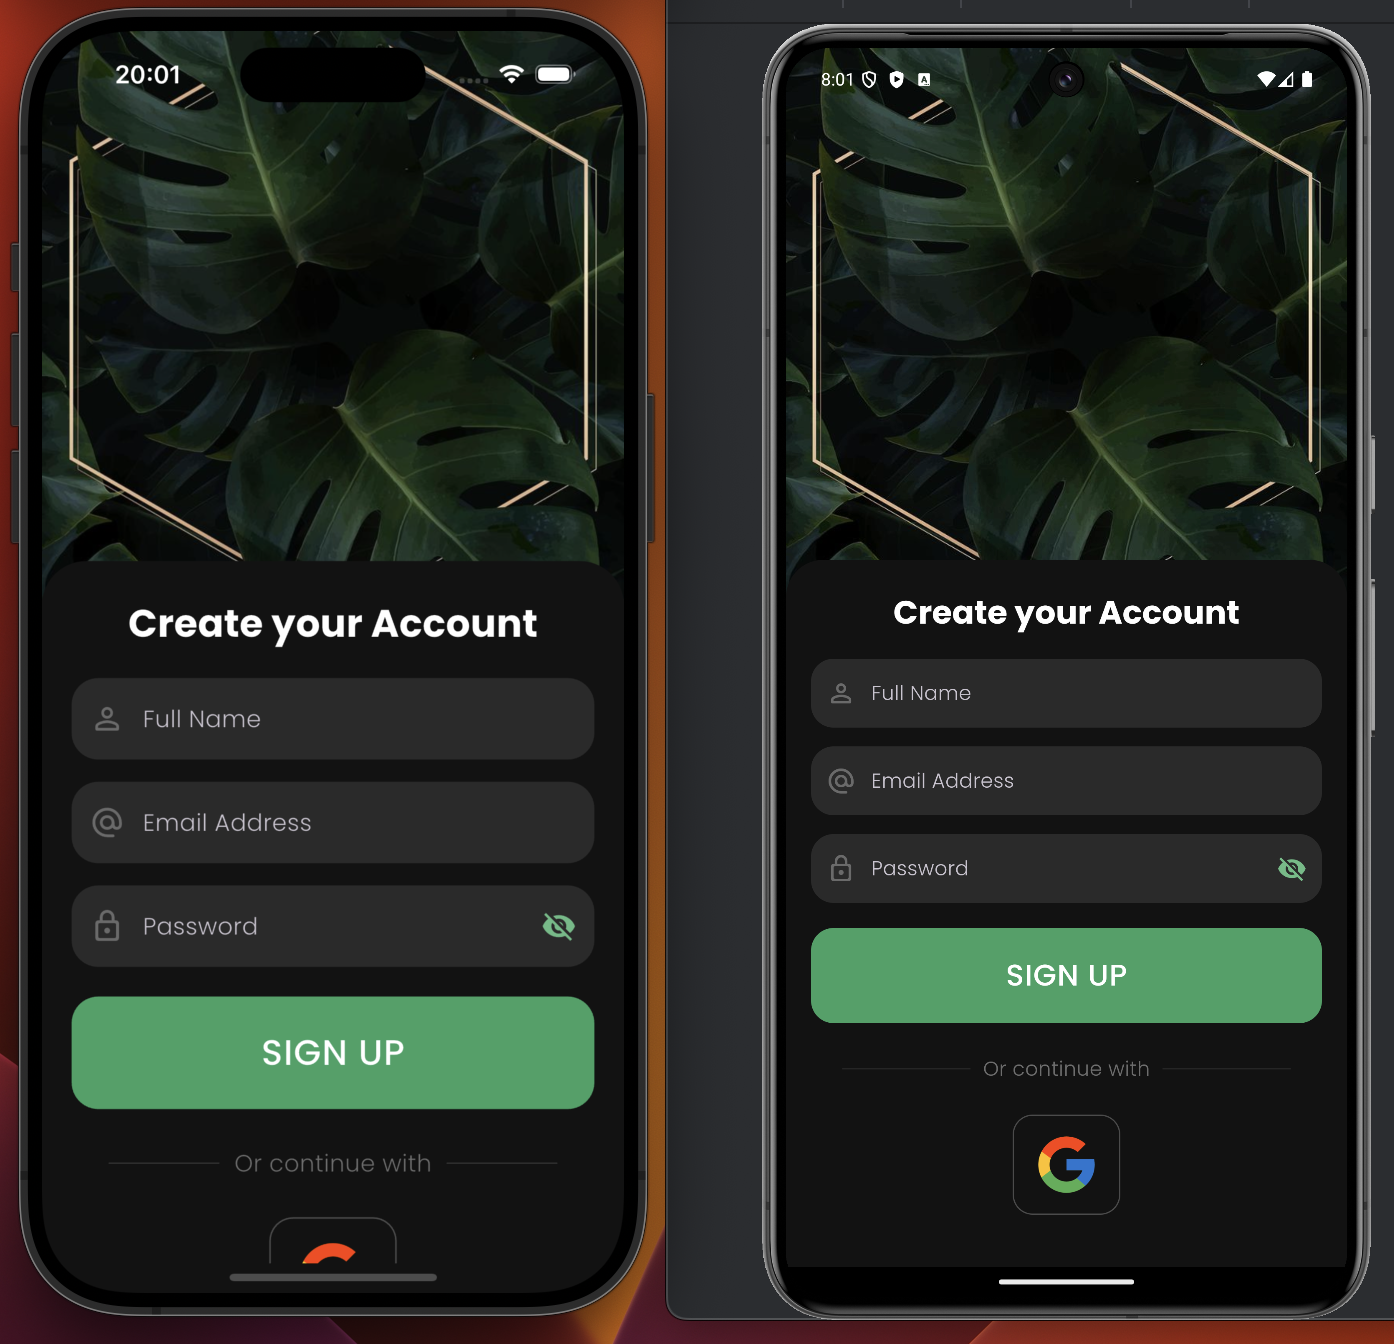 20:01
Create your Account
Full Name
Email Address
Password
SIGN UP
Or continue with
8:01
A
Create your Account
Full Name
Email Address
Password
SIGN UP
Or continue with